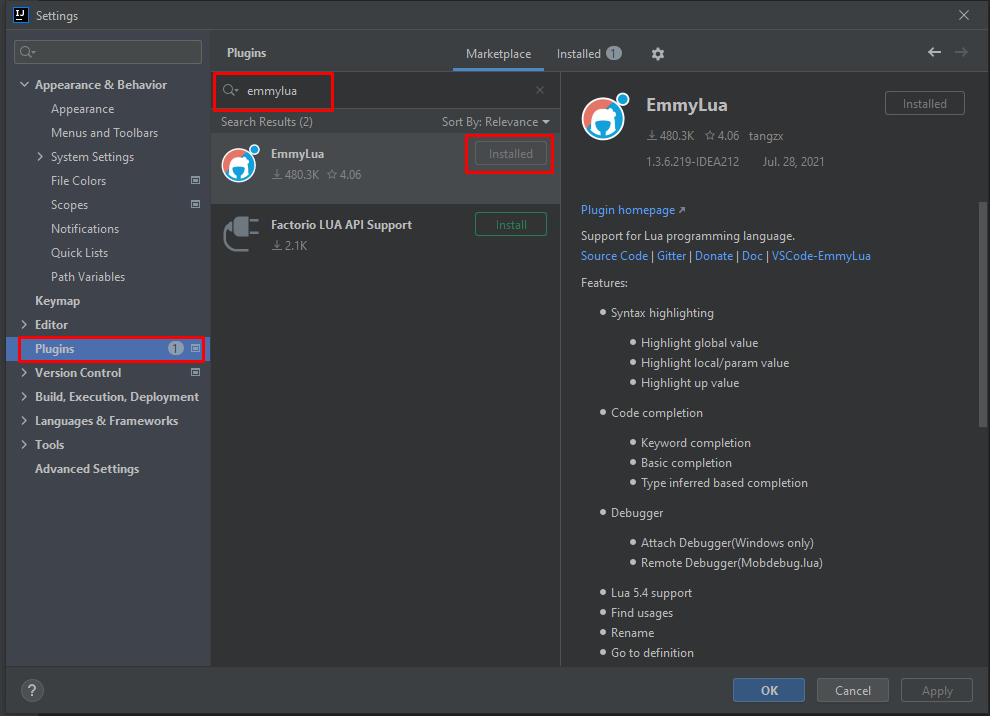 IJ
Settings
Appearance & Behavior
Appearance
Menus and Toolbars
System Settings
File Colors
Scopes
Notifications
Quick Lists
Path Variables
Keymap
Editor
Plugins 1
Version Control
Build, Execution, Deployment
Languages & Frameworks
Tools
Advanced Settings
Plugins
Marketplace
Installed 1
emmylua
Search Results (2)
Sort By: Relevance
EmmyLua
Installed
480.3K 4.06
Factorio LUA API Support
Install
2.1K
EmmyLua
Installed
480.3K 4.06 tangzx
1.3.6.219-IDEA212 Jul. 28, 2021
Plugin homepage
Support for Lua programming language.
Source Code | Gitter | Donate | Doc | VSCode-EmmyLua
Features:
Syntax highlighting
Highlight global value
Highlight local/param value
Highlight up value
Code completion
Keyword completion
Basic completion
Type inferred based completion
Debugger
Attach Debugger(Windows only)
Remote Debugger(Mobdebug.lua)
Lua 5.4 support
Find usages
Rename
Go to definition
?
OK
Cancel
Apply